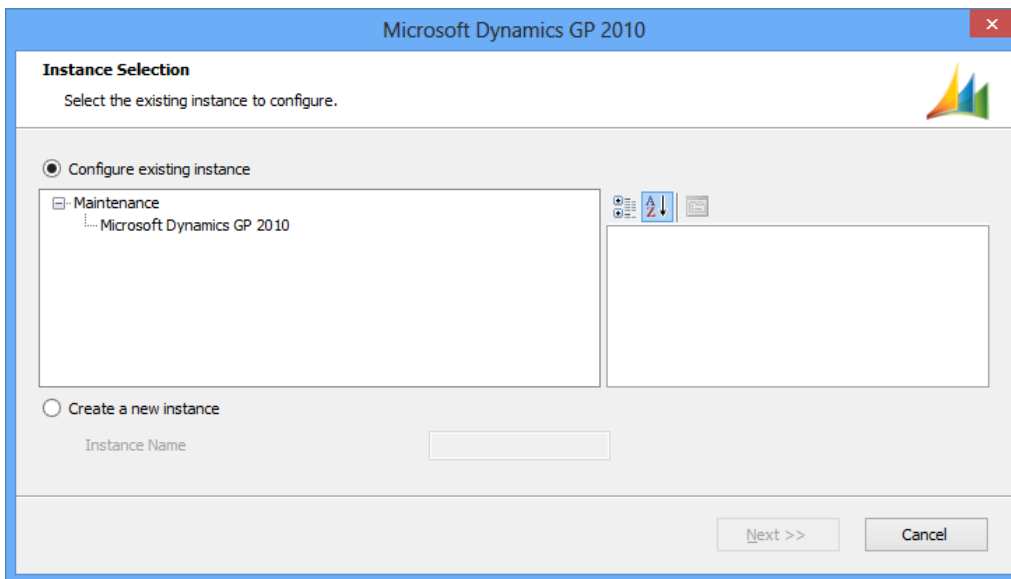 Microsoft Dynamics GP 2010
Instance Selection
Select the existing instance to configure.
Configure existing instance
Maintenance
Microsoft Dynamics GP 2010
A
Z
Create a new instance
Instance Name
Next >>
Cancel